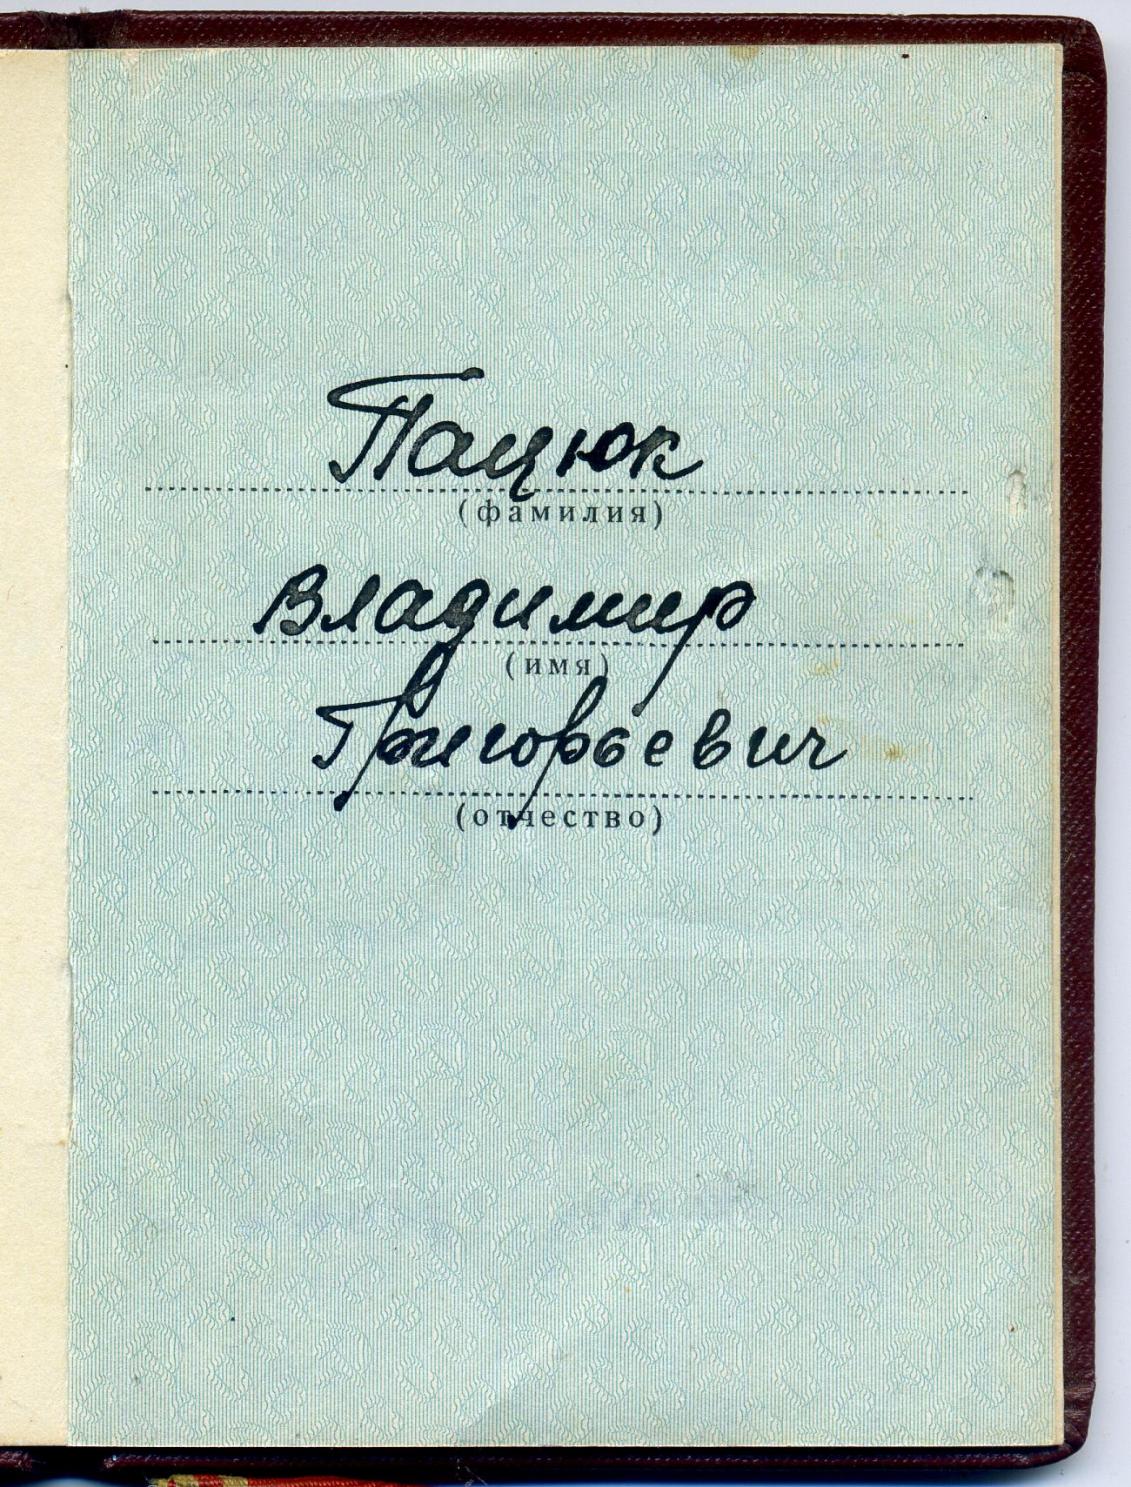 Пацюк
(фамилия)
Владимир
(имя)
Григорьевич
(отчество)